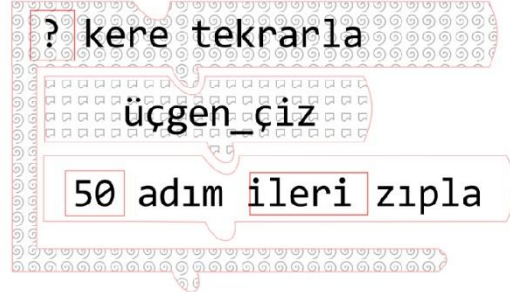 ? kere tekrarla
üçgen_çiz
50 adım ileri zıpla